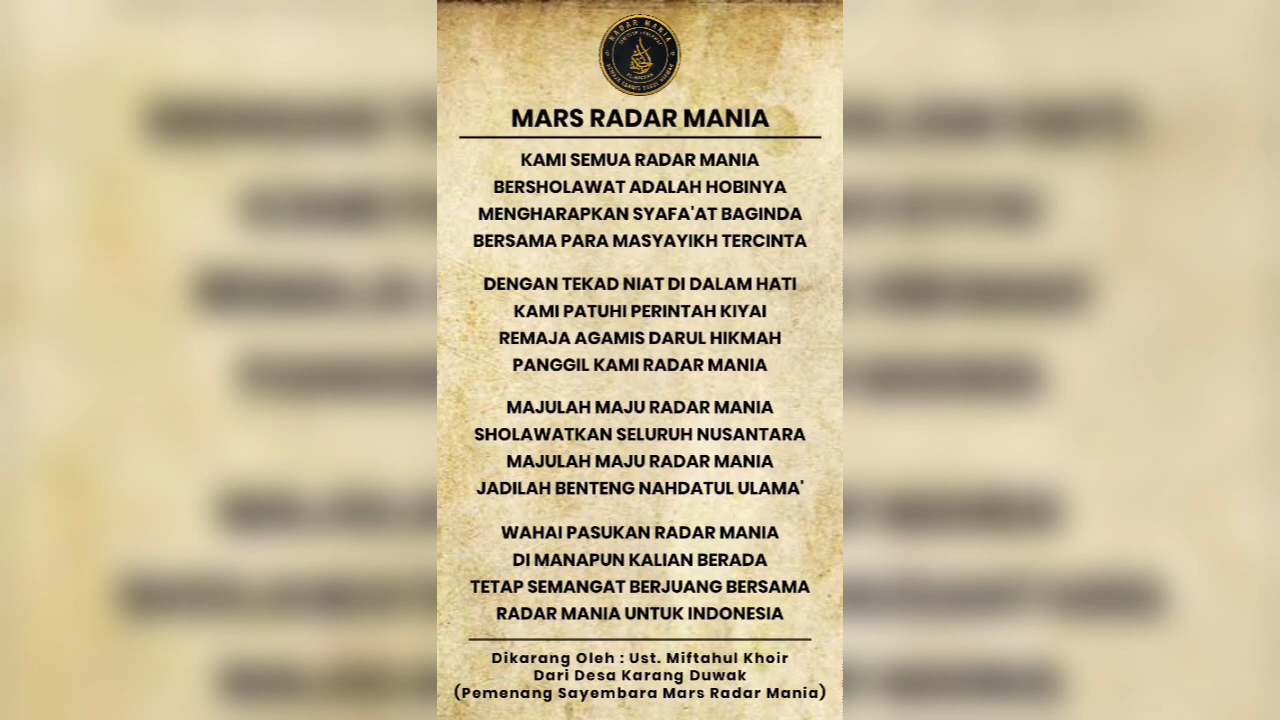 RADAR MANIA
MARS RADAR MANIA
KAMI SEMUA RADAR MANIA
BERSHOLAWAT ADALAH HOBINYA
MENGHARAPKAN SYAFA'AT BAGINDA
BERSAMA PARA MASYAYIKH TERCINTA
DENGAN TEKAD NIAT DI DALAM HATI
KAMI PATUHI PERINTAH KIYAI
REMAJA AGAMIS DARUL HIKMAH
PANGGIL KAMI RADAR MANIA
MAJULAH MAJU RADAR MANIA
SHOLAWATKAN SELURUH NUSANTARA
MAJULAH MAJU RADAR MANIA
JADILAH BENTENG NAHDATUL ULAMA'
WAHAI PASUKAN RADAR MANIA
DI MANAPUN KALIAN BERADA
TETAP SEMANGAT BERJUANG BERSAMA
RADAR MANIA UNTUK INDONESIA
Dikarang Oleh : Ust. Miftahul Khoir
Dari Desa Karang Duwak
(Pemenang Sayembara Mars Radar Mania)